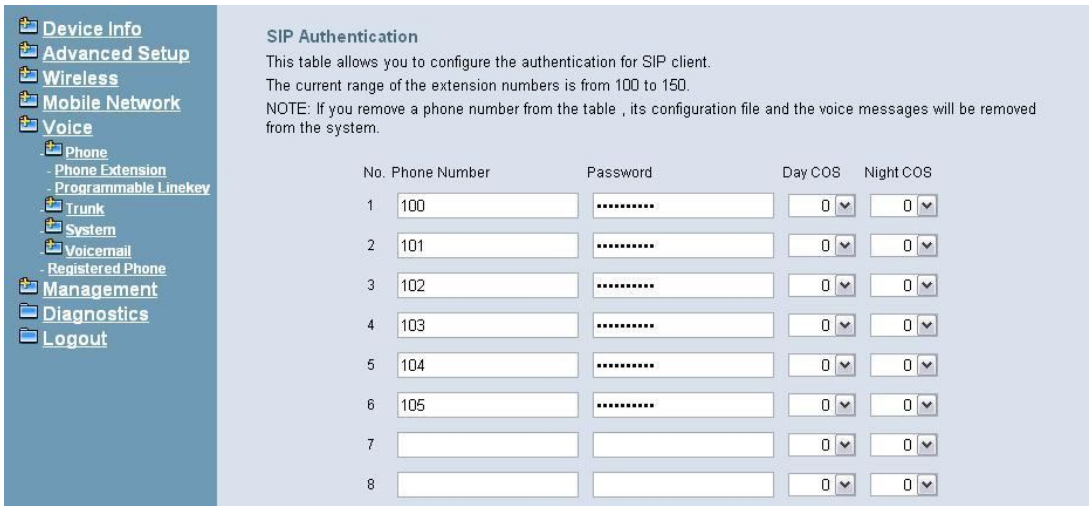 Device Info
Advanced Setup
Wireless
Mobile Network
Voice
Phone
- Phone Extension
- Programmable Linekey
Trunk
System
Voicemail
- Registered Phone
Management
Diagnostics
Logout
SIP Authentication
This table allows you to configure the authentication for SIP client.
The current range of the extension numbers is from 100 to 150.
NOTE: If you remove a phone number from the table , its configuration file and the voice messages will be removed
from the system.
No. Phone Number Password Day COS Night COS
1 100 •••••••••• 0 0
2 101 •••••••••• 0 0
3 102 •••••••••• 0 0
4 103 •••••••••• 0 0
5 104 •••••••••• 0 0
6 105 •••••••••• 0 0
7 0 0
8 0 0